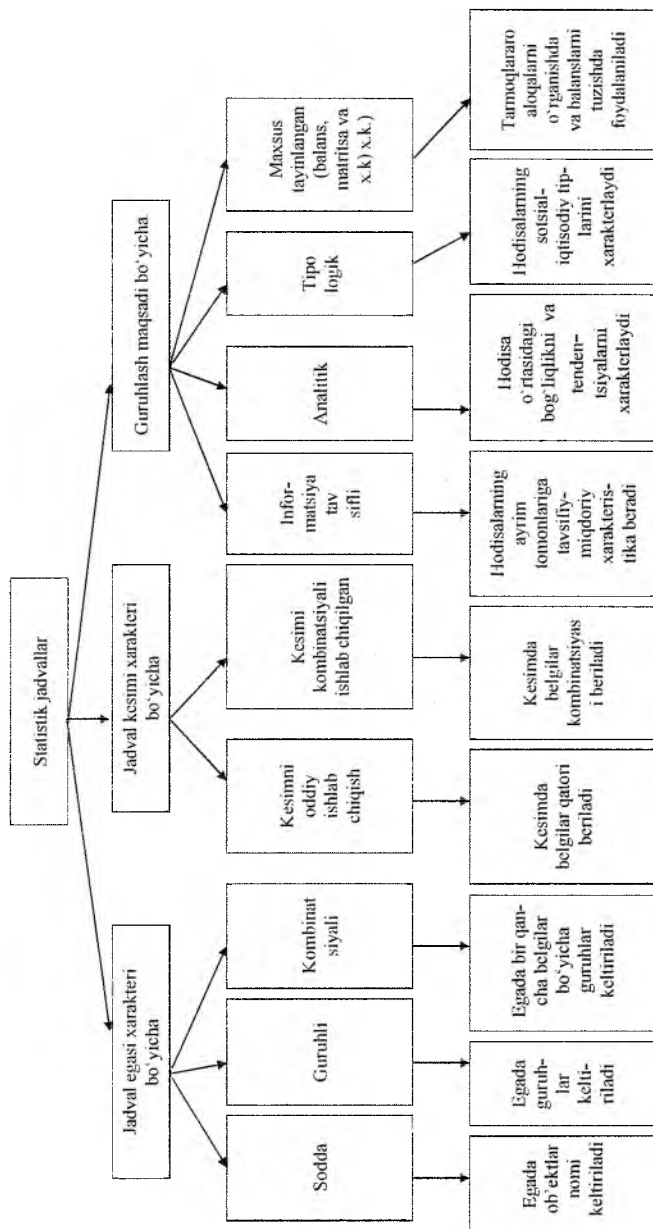 Statistik jadvallar
Jadval egasi xarakteri
bo‘yicha
Jadval kesimi xarakteri
bo‘yicha
Guruhlash maqsadi bo‘yicha
Sodda
Guruhli
Kombinat
siyali
Kesimni
oddiy
ishlab
chiqish
Kesimi
kombinatsiyali
ishlab chiqilgan
Infor-
matsiya
tav
sifli
Analitik
Tipo
logik
Maxsus
tayinlangan
(balans,
matritsa va
x.k) x.k.)
Egada
ob’ektlar
nomi
keltiriladi
Egada
guruh-
lar
kelti-
riladi
Egada bir qan-
cha belgilar
bo‘yicha
guruhlar
keltiriladi
Kesimda
belgilar qatori
beriladi
Kesimda
belgilar
kombinatsiyas
i beriladi
Hodisalarning
ayrim
tomonlariga
tavsifiy-
miqdoriy
xarakteris-
tika beradi
Hodisa
o`rtasidagi
bog`liqlikni va
tenden-
tsiyalarni
xarakterlaydi
Hodisalarning
sotsial-
iqtisodiy tip-
larini
xarakterlaydi
Tarmoqlararo
aloqalarni
o`rganishda
va balanslarni
tuzishda
foydalaniladi